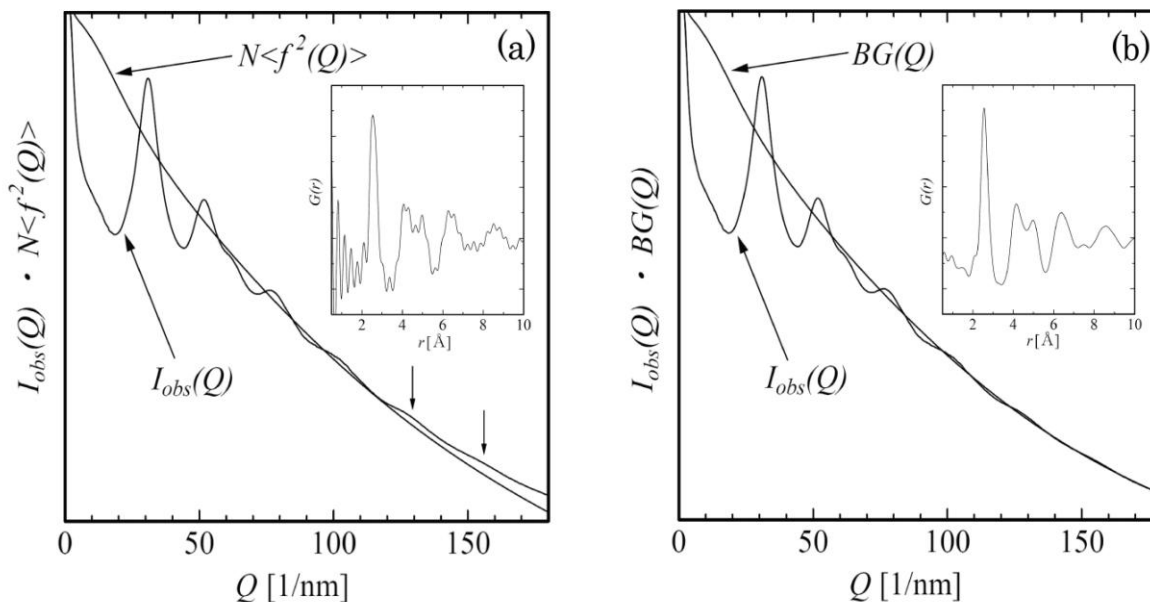 (a)
N<f²(Q)>
I_obs(Q) · N<f²(Q)>
I_obs(Q)
G(r)
2 4 6 8 10
r [Å]
0 50 100 150
Q [1/nm]
(b)
BG(Q)
I_obs(Q) · BG(Q)
I_obs(Q)
G(r)
2 4 6 8 10
r [Å]
0 50 100 150
Q [1/nm]